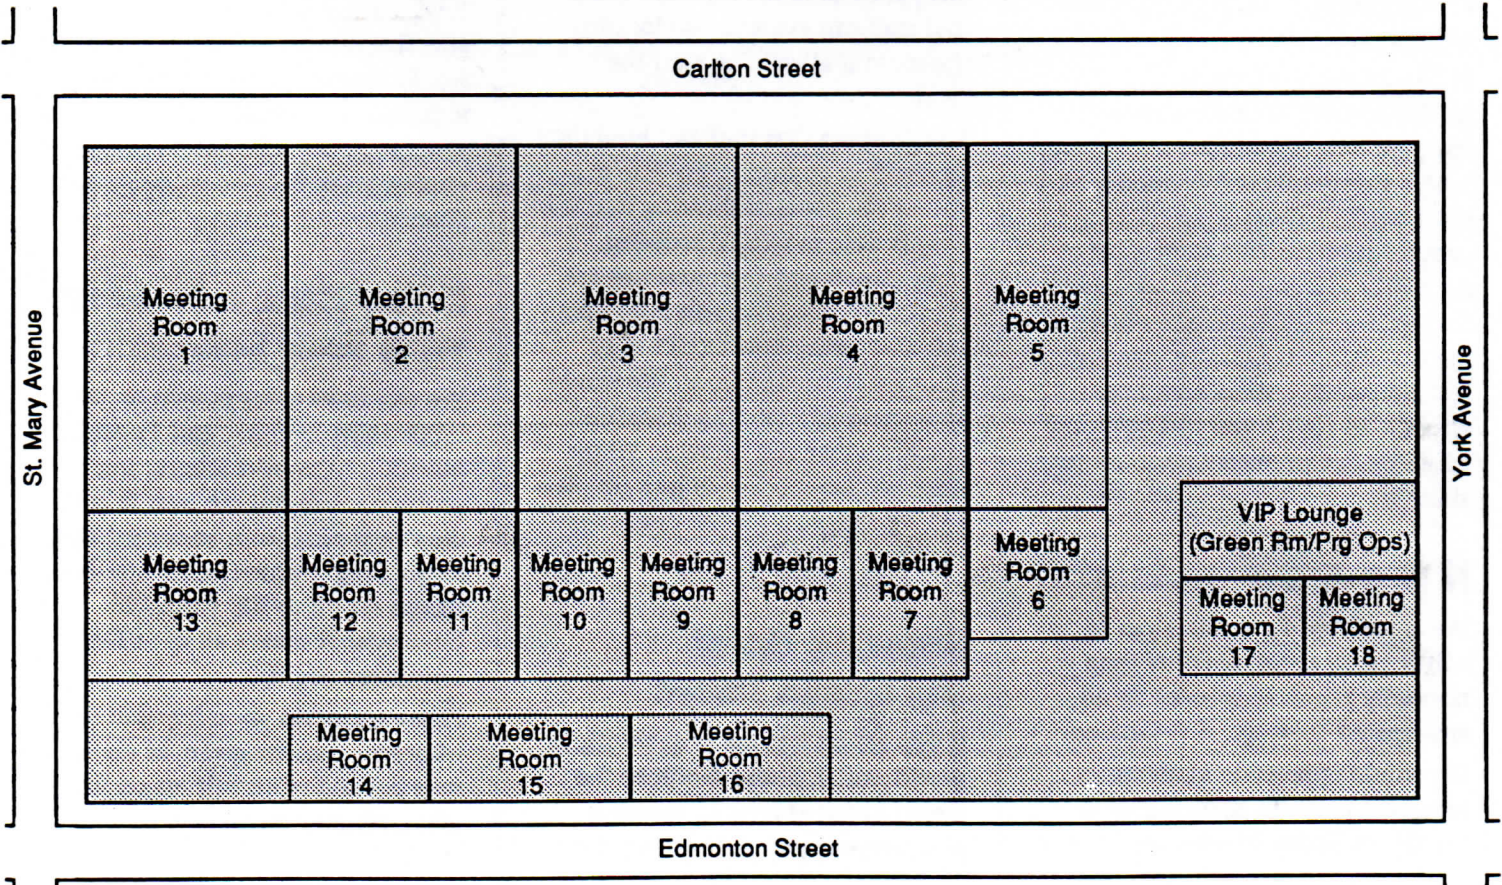 Carlton Street
St. Mary Avenue
York Avenue
Meeting
Room
1
Meeting
Room
2
Meeting
Room
3
Meeting
Room
4
Meeting
Room
5
Meeting
Room
13
Meeting
Room
12
Meeting
Room
11
Meeting
Room
10
Meeting
Room
9
Meeting
Room
8
Meeting
Room
7
Meeting
Room
6
VIP Lounge
(Green Rm/Prg Ops)
Meeting
Room
17
Meeting
Room
18
Meeting
Room
14
Meeting
Room
15
Meeting
Room
16
Edmonton Street